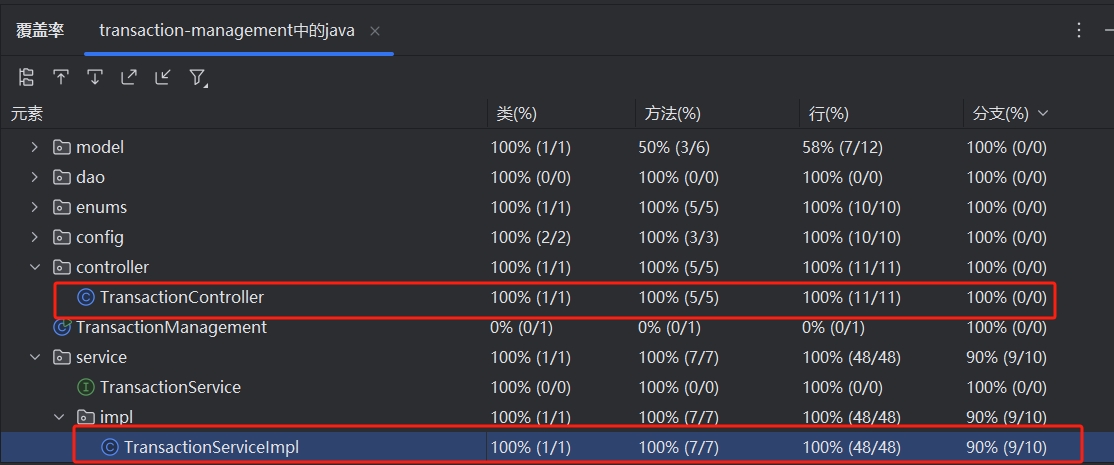 覆盖率 transaction-management中的java
元素 类(%) 方法(%) 行(%) 分支(%)
model 100% (1/1) 50% (3/6) 58% (7/12) 100% (0/0)
dao 100% (0/0) 100% (0/0) 100% (0/0) 100% (0/0)
enums 100% (1/1) 100% (5/5) 100% (10/10) 100% (0/0)
config 100% (2/2) 100% (3/3) 100% (10/10) 100% (0/0)
controller 100% (1/1) 100% (5/5) 100% (11/11) 100% (0/0)
TransactionController 100% (1/1) 100% (5/5) 100% (11/11) 100% (0/0)
TransactionManagement 0% (0/1) 0% (0/1) 0% (0/1) 100% (0/0)
service 100% (1/1) 100% (7/7) 100% (48/48) 90% (9/10)
TransactionService 100% (0/0) 100% (0/0) 100% (0/0) 100% (0/0)
impl 100% (1/1) 100% (7/7) 100% (48/48) 90% (9/10)
TransactionServiceImpl 100% (1/1) 100% (7/7) 100% (48/48) 90% (9/10)